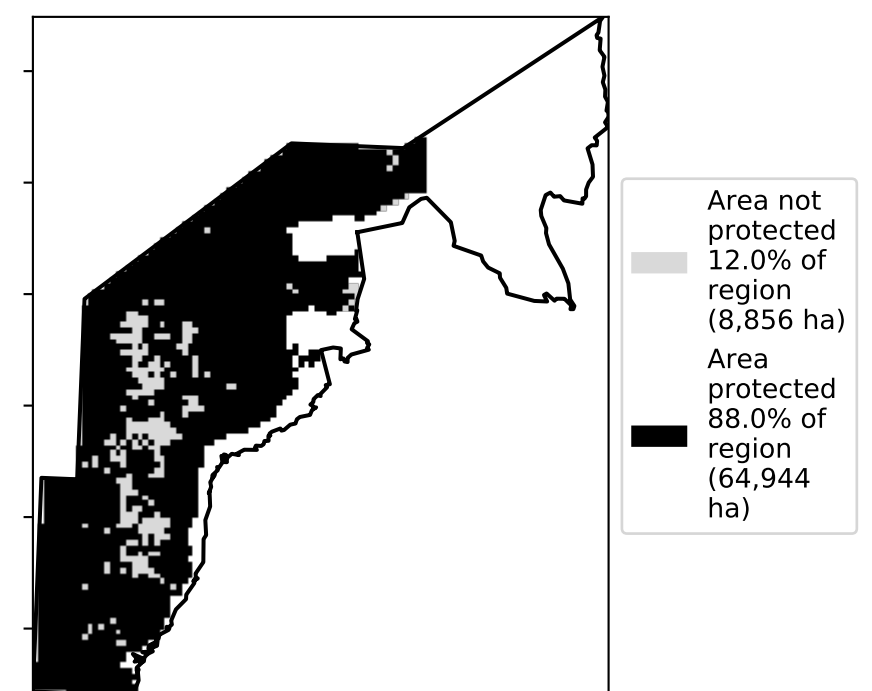 Area not
protected
12.0% of
region
(8,856 ha)
Area
protected
88.0% of
region
(64,944
ha)